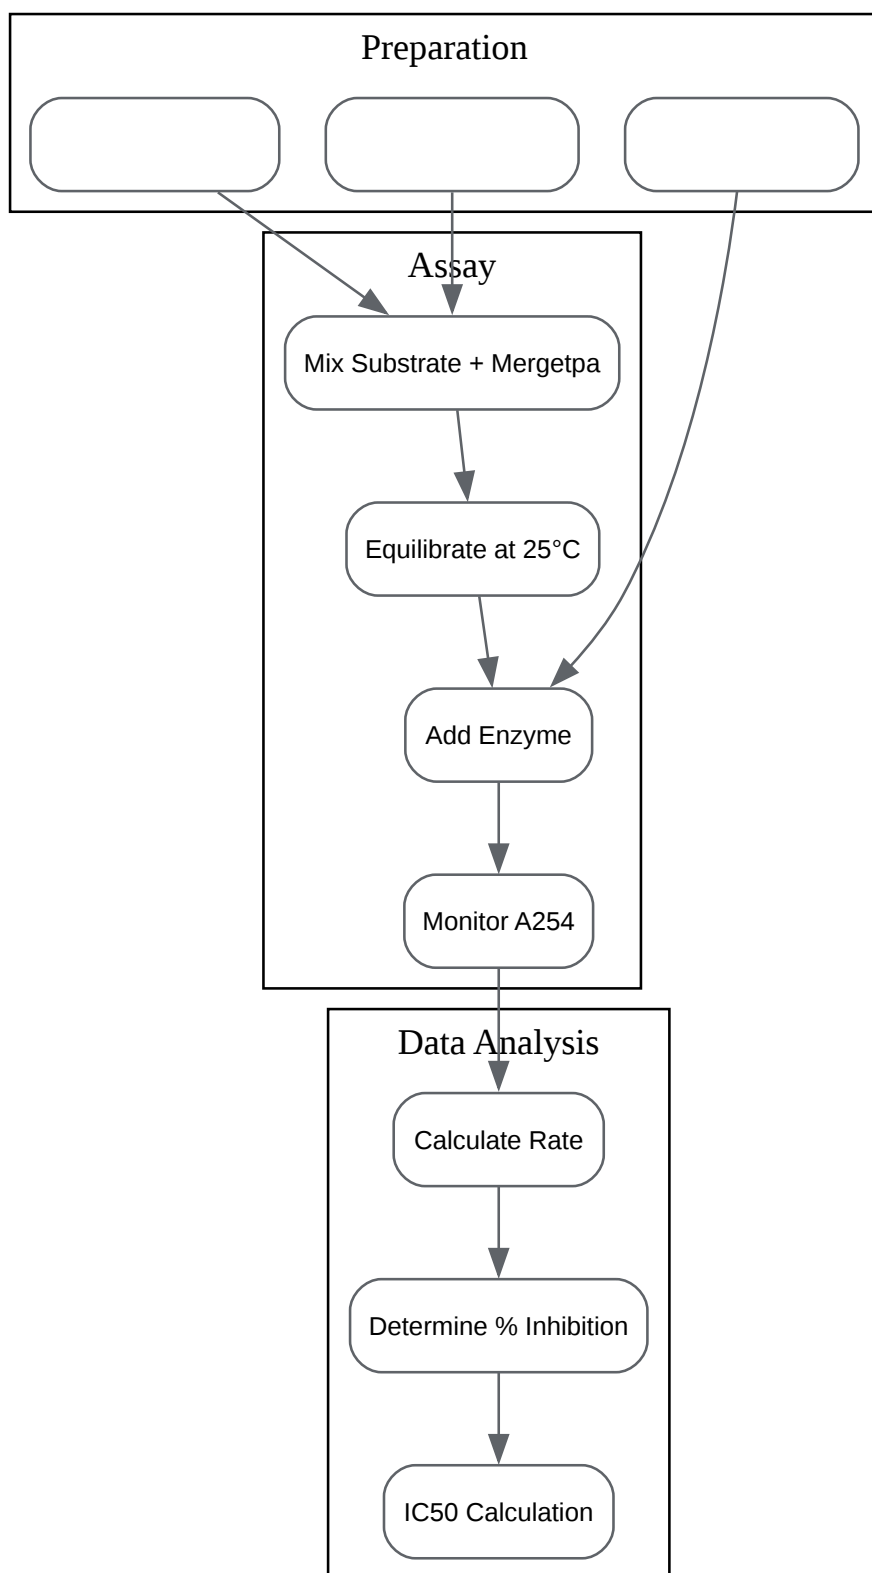 Preparation
Assay
Mix Substrate + Mergetpa
Equilibrate at 25°C
Add Enzyme
Monitor A254
Data Analysis
Calculate Rate
Determine % Inhibition
IC50 Calculation